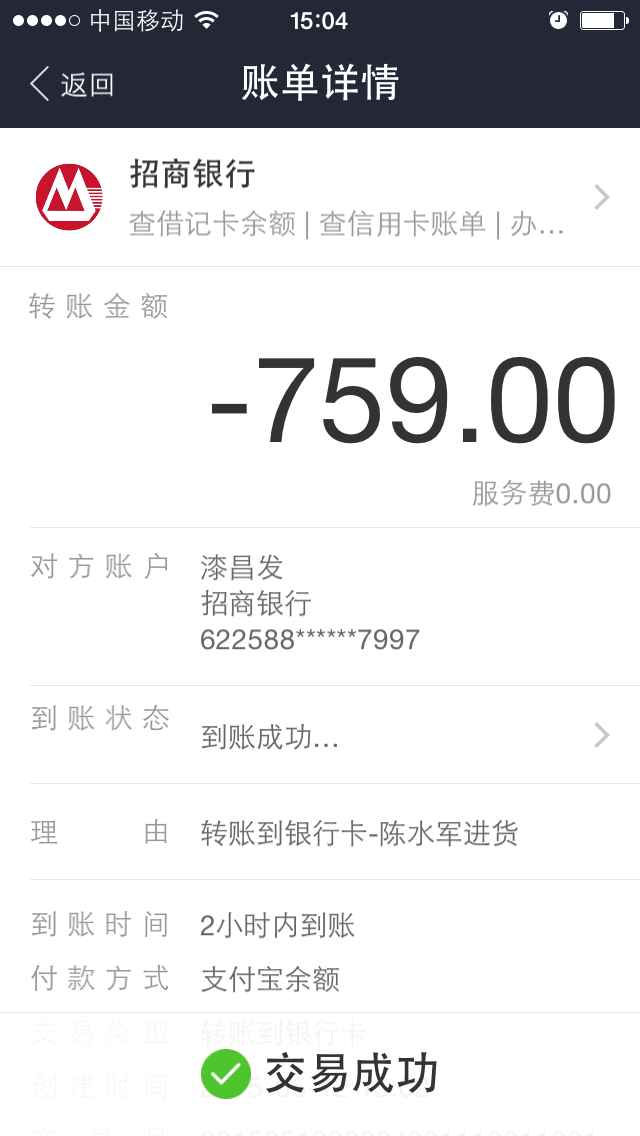 中国移动 15:04
返回 账单详情
招商银行
查借记卡余额 | 查信用卡账单 | 办...
转账金额
-759.00
服务费0.00
对方账户 漆昌发
招商银行
622588******7997
到账状态 到账成功...
理由 转账到银行卡-陈水军进货
到账时间 2小时内到账
付款方式 支付宝余额
交易类型 转账到银行卡
创建时间
交易成功